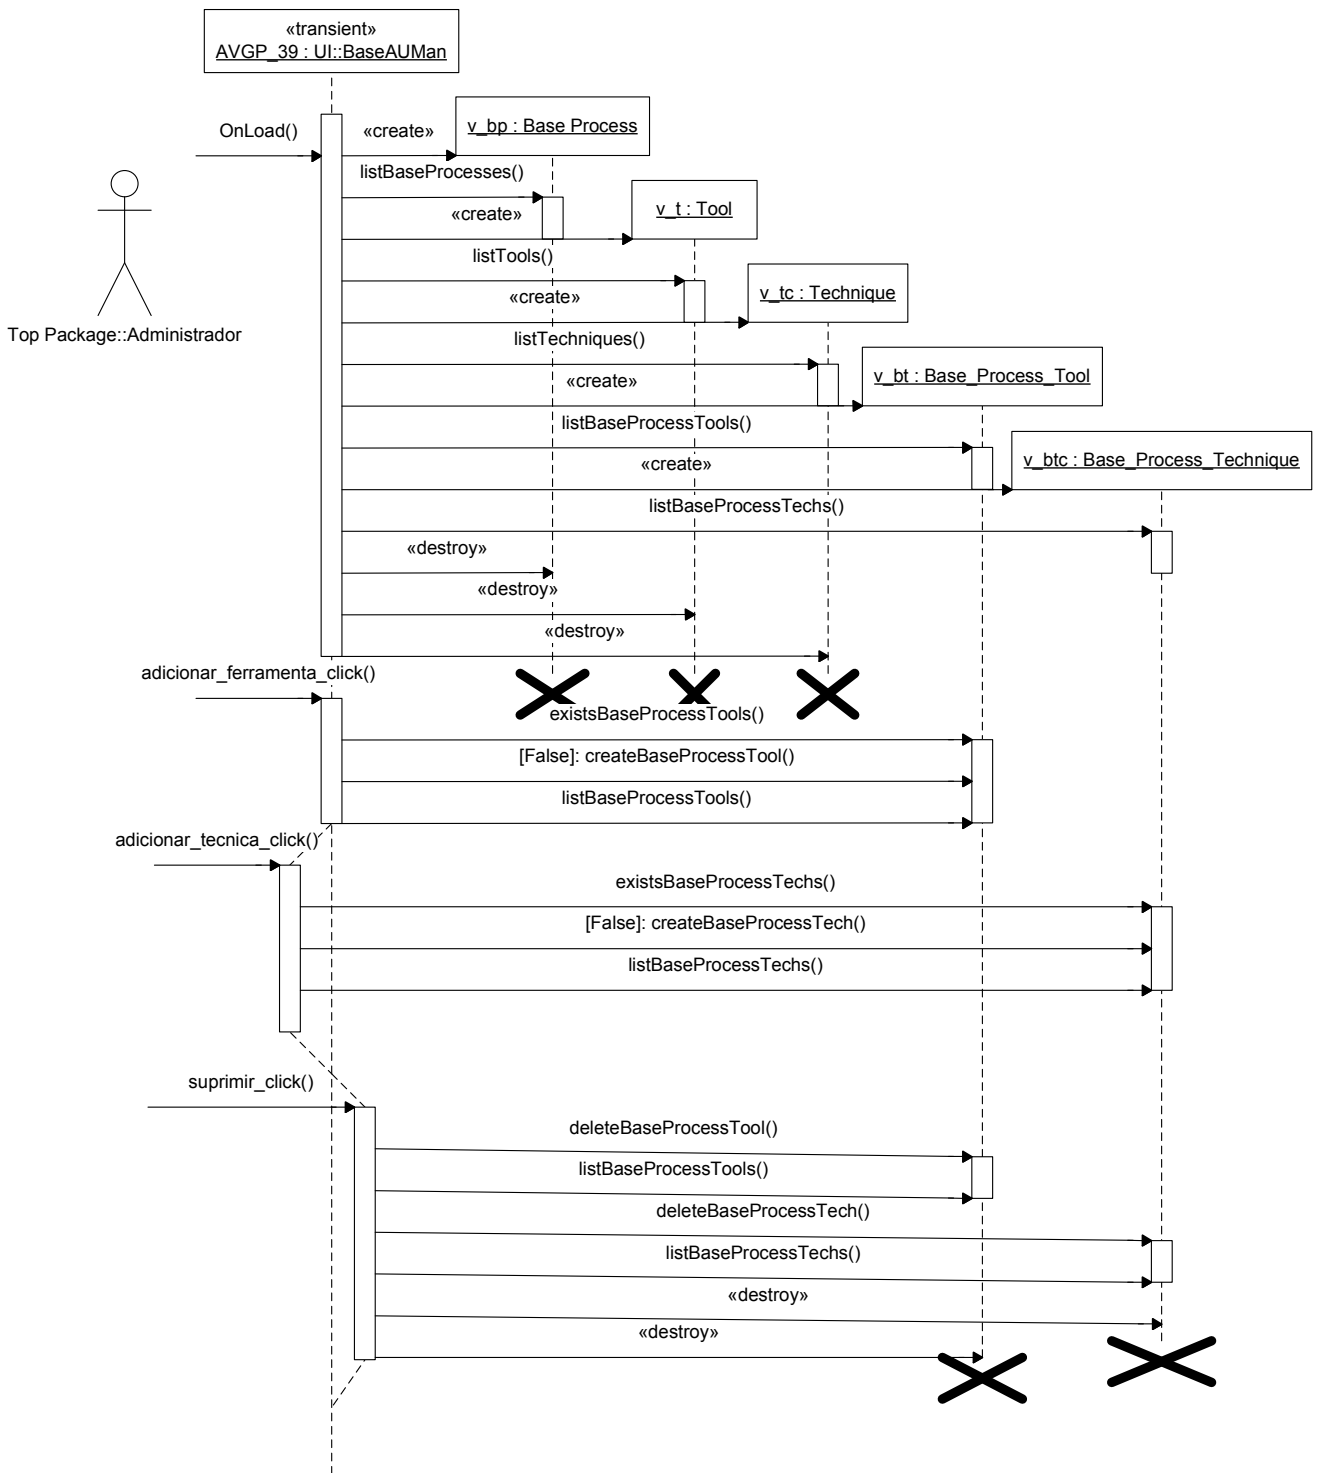 «transient»
AVGP_39 : UI::BaseAUMan
OnLoad()
«create»
v_bp : Base Process
listBaseProcesses()
«create»
v_t : Tool
listTools()
«create»
v_tc : Technique
Top Package::Administrador
listTechniques()
«create»
v_bt : Base_Process_Tool
listBaseProcessTools()
«create»
v_btc : Base_Process_Technique
listBaseProcessTechs()
«destroy»
«destroy»
«destroy»
adicionar_ferramenta_click()
existsBaseProcessTools()
[False]: createBaseProcessTool()
listBaseProcessTools()
adicionar_tecnica_click()
existsBaseProcessTechs()
[False]: createBaseProcessTech()
listBaseProcessTechs()
suprimir_click()
deleteBaseProcessTool()
listBaseProcessTools()
deleteBaseProcessTech()
listBaseProcessTechs()
«destroy»
«destroy»